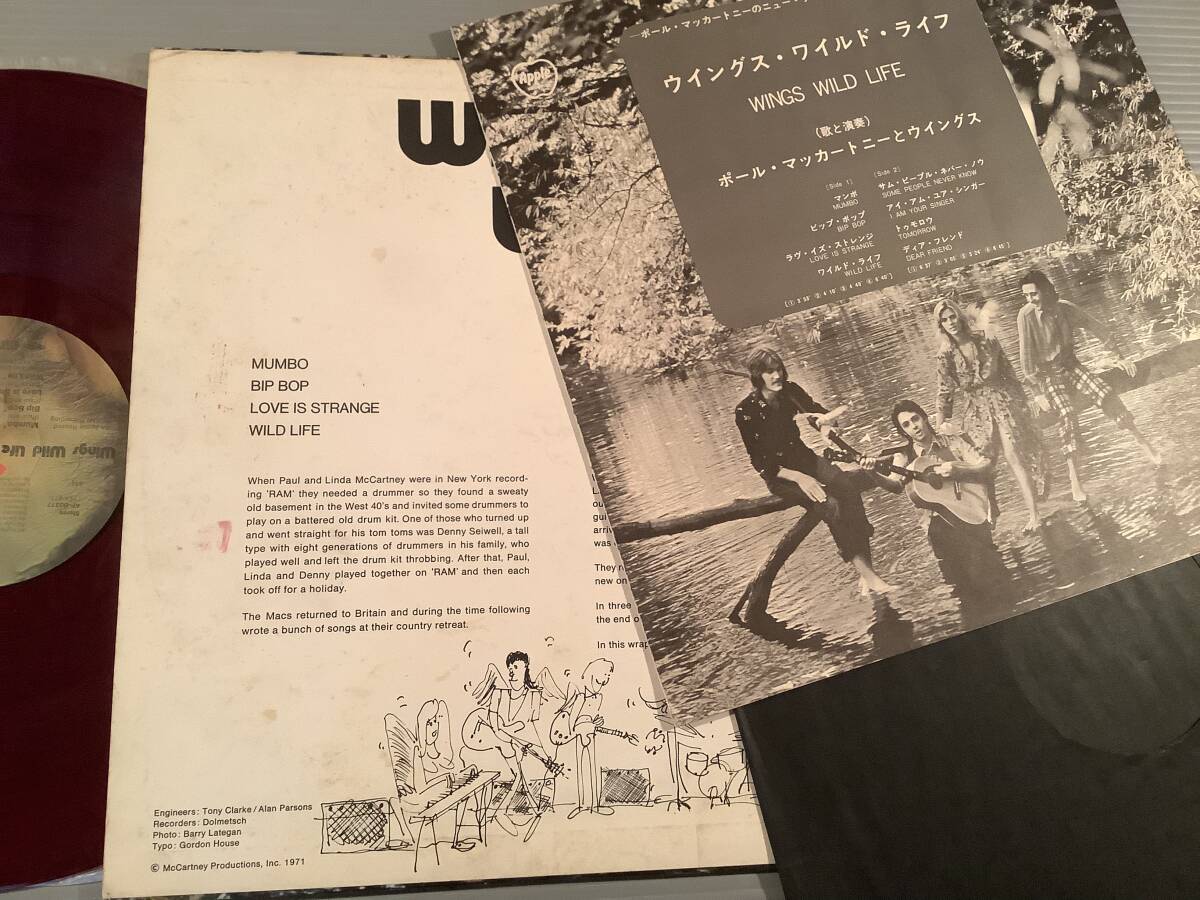 W
MUMBO
BIP BOP
LOVE IS STRANGE
WILD LIFE
When Paul and Linda McCartney were in New York record-
ing 'RAM' they needed a drummer so they found a sweaty
old basement in the West 40's and invited some drummers to
play on a battered old drum kit. One of those who turned up
and went straight for his tom toms was Denny Seiwell, a tall
type with eight generations of drummers in his family, who
played well and left the drum kit throbbing. After that, Paul,
Linda and Denny played together on 'RAM' and then each
took off for a holiday.
The Macs returned to Britain and during the time following
wrote a bunch of songs at their country retreat.
They
new on
In three
the end o
In this wrap
Engineers: Tony Clarke/Alan Parsons
Recorders: Dolmetsch
Photo: Barry Lategan
Typo: Gordon House
© McCartney Productions, Inc. 1971
ポール・マッカートニーのニュー・
Apple
ウイングス・ワイルド・ライフ
WINGS WILD LIFE
(歌と演奏)
ポール・マッカートニーとウイングス
[Side 1]
マンボ
MUMBO
ビップ・ボップ
BIP BOP
ラヴ・イズ・ストレンジ
LOVE IS STRANGE
ワイルド・ライフ
WILD LIFE
[Side 2]
サム・ピープル・ネバー・ノウ
SOME PEOPLE NEVER KNOW
アイ・アム・ユア・シンガー
I AM YOUR SINGER
トゥモロウ
TOMORROW
ディア・フレンド
DEAR FRIEND
Wings Wild Life
Mumbo
Bip Bop
Love is